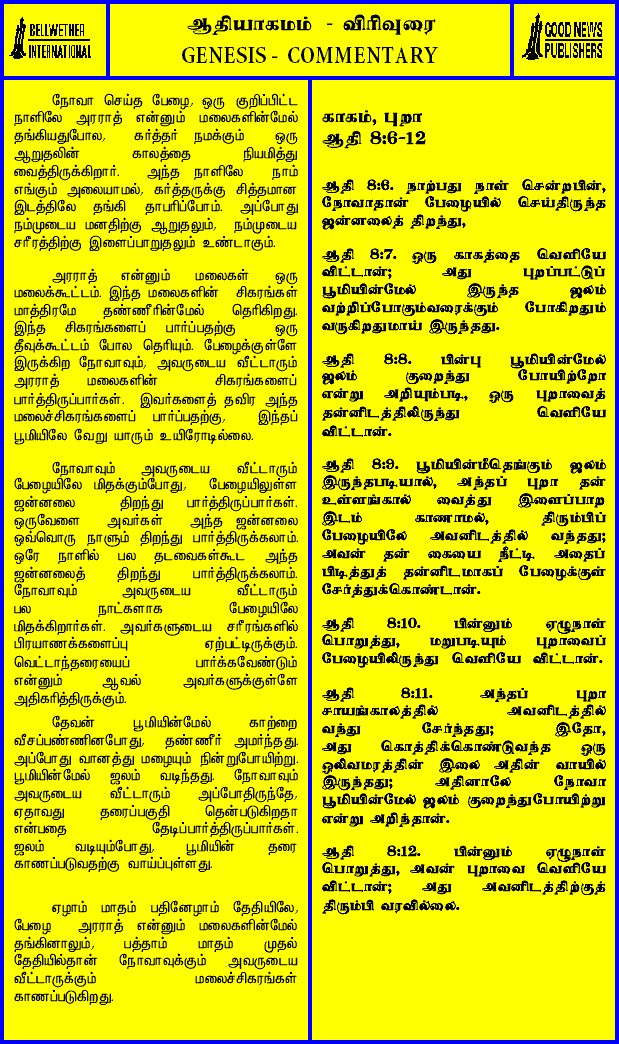 BELLWETHER
INTERNATIONAL
ஆதியாகமம் - விரிவுரை
GENESIS - COMMENTARY
GOOD NEWS
PUBLISHERS
நோவா செய்த பேழை, ஒரு குறிப்பிட்ட
நாளிலே அரராத் என்னும் மலைகளின்மேல்
தங்கியதுபோல, கர்த்தர் நமக்கும் ஒரு
ஆறுதலின் காலத்தை நியமித்து
வைத்திருக்கிறார். அந்த நாளிலே நாம்
எங்கும் அலையாமல், கர்த்தருக்கு சித்தமான
இடத்திலே தங்கி தாபரிப்போம். அப்போது
நம்முடைய மனதிற்கு ஆறுதலும், நம்முடைய
சரீரத்திற்கு இளைப்பாறுதலும் உண்டாகும்.
அரராத் என்னும் மலைகள் ஒரு
மலைக்கூட்டம். இந்த மலைகளின் சிகரங்கள்
மாத்திரமே தண்ணீரின்மேல் தெரிகிறது.
இந்த சிகரங்களைப் பார்ப்பதற்கு ஒரு
தீவுக்கூட்டம் போல தெரியும். பேழைக்குள்ளே
இருக்கிற நோவாவும், அவருடைய வீட்டாரும்
அரராத் மலைகளின் சிகரங்களைப்
பார்த்திருப்பார்கள். இவர்களைத் தவிர அந்த
மலைச்சிகரங்களைப் பார்ப்பதற்கு, இந்தப்
பூமியிலே வேறு யாரும் உயிரோடில்லை.
நோவாவும் அவருடைய வீட்டாரும்
பேழையிலே மிதக்கும்போது, பேழையிலுள்ள
ஜன்னலை திறந்து பார்த்திருப்பார்கள்.
ஒருவேளை அவர்கள் அந்த ஜன்னலை
ஒவ்வொரு நாளும் திறந்து பார்த்திருக்கலாம்.
ஒரே நாளில் பல தடவைகள்கூட அந்த
ஜன்னலைத் திறந்து பார்த்திருக்கலாம்.
நோவாவும் அவருடைய வீட்டாரும்
பல நாட்களாக பேழையிலே
மிதக்கிறார்கள். அவர்களுடைய சரீரங்களில்
பிரயாணக்களைப்பு ஏற்பட்டிருக்கும்.
வெட்டாந்தரையைப் பார்க்கவேண்டும்
என்னும் ஆவல் அவர்களுக்குள்ளே
அதிகரித்திருக்கும்.
தேவன் பூமியின்மேல் காற்றை
வீசப்பண்ணினபோது, தண்ணீர் அமர்ந்தது.
அப்போது வானத்து மழையும் நின்றுபோயிற்று.
பூமியின்மேல் ஜலம் வடிந்தது. நோவாவும்
அவருடைய வீட்டாரும் அப்போதிருந்தே,
ஏதாவது தரைப்பகுதி தென்படுகிறதா
என்பதை தேடிப்பார்த்திருப்பார்கள்.
ஜலம் வடியும்போது, பூமியின் தரை
காணப்படுவதற்கு வாய்ப்புள்ளது.
ஏழாம் மாதம் பதினேழாம் தேதியிலே,
பேழை அரராத் என்னும் மலைகளின்மேல்
தங்கினாலும், பத்தாம் மாதம் முதல்
தேதியில்தான் நோவாவுக்கும் அவருடைய
வீட்டாருக்கும் மலைச்சிகரங்கள்
காணப்படுகிறது.
காகம், புறா
ஆதி 8:6-12
ஆதி 8:6. நாற்பது நாள் சென்றபின்,
நோவாதான் பேழையில் செய்திருந்த
ஜன்னலைத் திறந்து,
ஆதி 8:7. ஒரு காகத்தை வெளியே
விட்டான்; அது புறப்பட்டுப்
பூமியின்மேல் இருந்த ஜலம்
வற்றிப்போகும்வரைக்கும் போகிறதும்
வருகிறதுமாய் இருந்தது.
ஆதி 8:8. பின்பு பூமியின்மேல்
ஜலம் குறைந்து போயிற்றோ
என்று அறியும்படி, ஒரு புறாவைத்
தன்னிடத்திலிருந்து வெளியே
விட்டான்.
ஆதி 8:9. பூமியின்மீதெங்கும் ஜலம்
இருந்தபடியால், அந்தப் புறா தன்
உள்ளங்கால் வைத்து இளைப்பாற
இடம் காணாமல், திரும்பிப்
பேழையிலே அவனிடத்தில் வந்தது;
அவன் தன் கையை நீட்டி அதைப்
பிடித்துத் தன்னிடமாகப் பேழைக்குள்
சேர்த்துக்கொண்டான்.
ஆதி 8:10. பின்னும் ஏழுநாள்
பொறுத்து, மறுபடியும் புறாவைப்
பேழையிலிருந்து வெளியே விட்டான்.
ஆதி 8:11. அந்தப் புறா
சாயங்காலத்தில் அவனிடத்தில்
வந்து சேர்ந்தது; இதோ,
அது கொத்திக்கொண்டுவந்த ஒரு
ஒலிவமரத்தின் இலை அதின் வாயில்
இருந்தது; அதினாலே நோவா
பூமியின்மேல் ஜலம் குறைந்துபோயிற்று
என்று அறிந்தான்.
ஆதி 8:12. பின்னும் ஏழுநாள்
பொறுத்து, அவன் புறாவை வெளியே
விட்டான்; அது அவனிடத்திற்குத்
திரும்பி வரவில்லை.